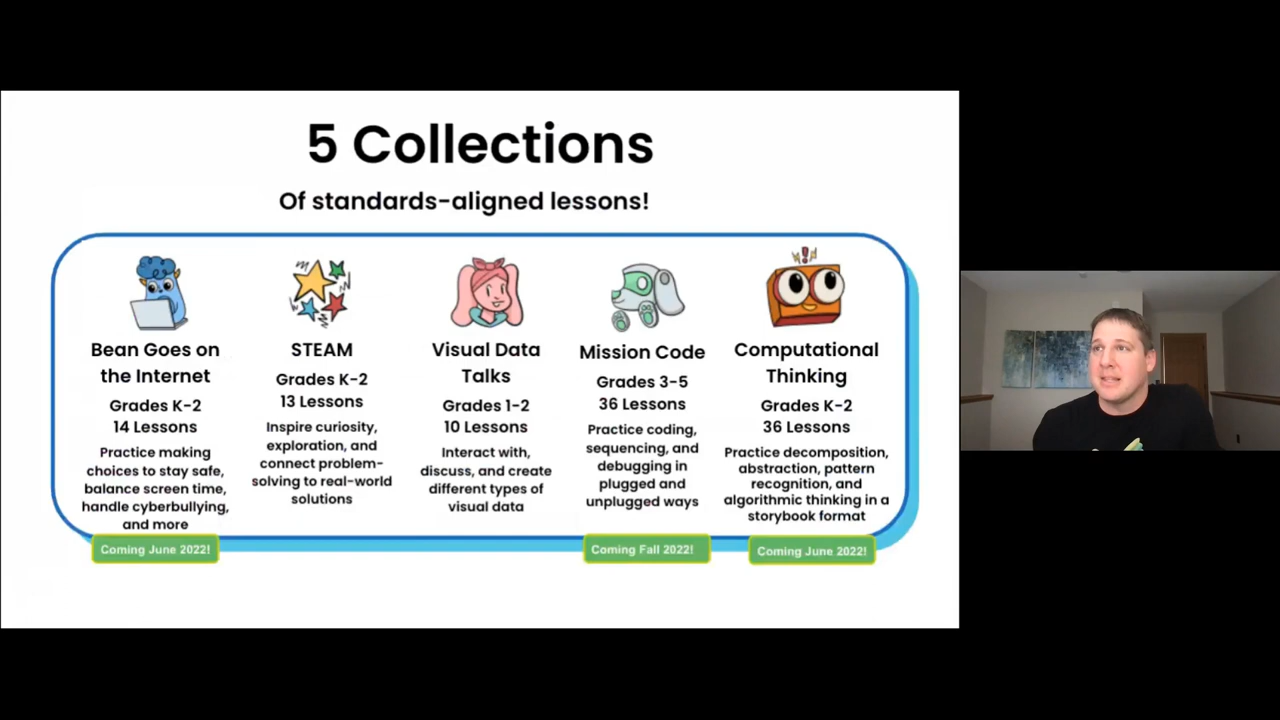 5 Collections
Of standards-aligned lessons!
Bean Goes on
the Internet
Grades K-2
14 Lessons
Practice making
choices to stay safe,
balance screen time,
handle cyberbullying,
and more
Coming June 2022!
STEAM
Grades K-2
13 Lessons
Inspire curiosity,
exploration, and
connect problem-
solving to real-world
solutions
Visual Data
Talks
Grades 1-2
10 Lessons
Interact with,
discuss, and create
different types of
visual data
Mission Code
Grades 3-5
36 Lessons
Practice coding,
sequencing, and
debugging in
plugged and
unplugged ways
Coming Fall 2022!
Computational
Thinking
Grades K-2
36 Lessons
Practice decomposition,
abstraction, pattern
recognition, and
algorithmic thinking in a
storybook format
Coming June 2022!